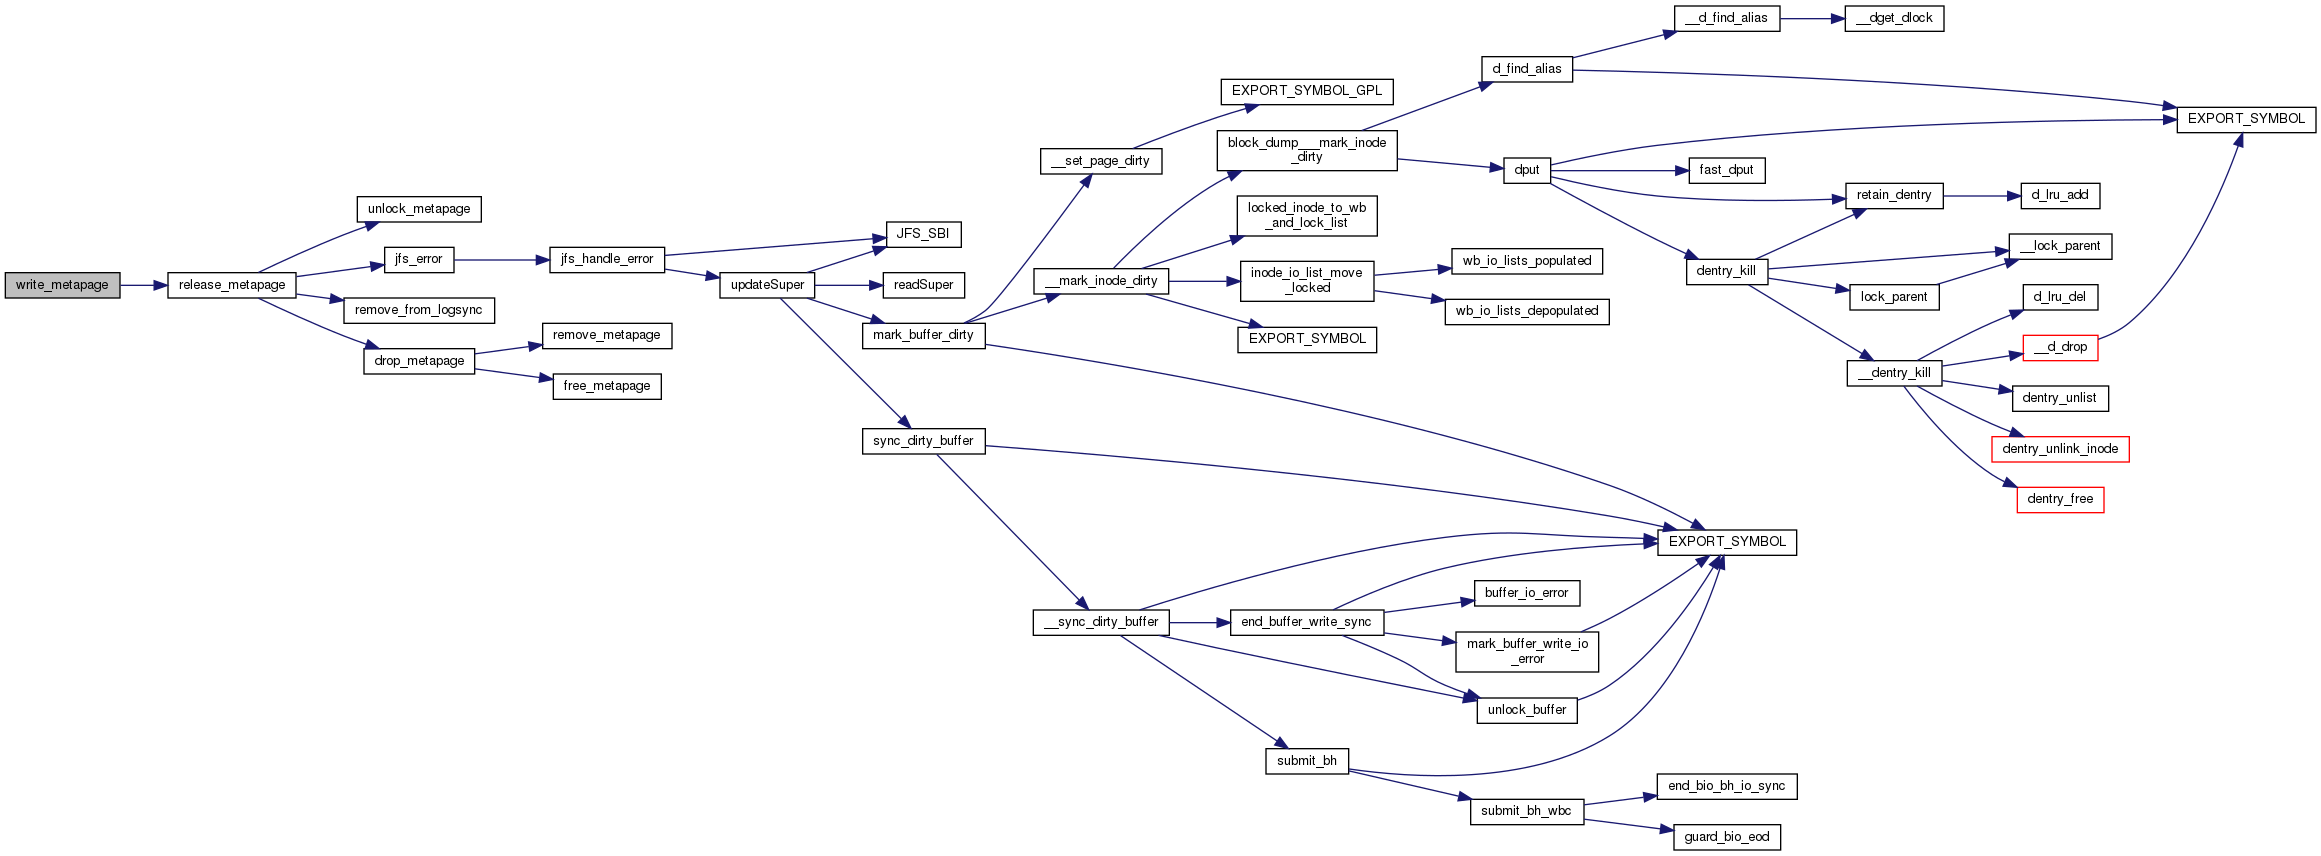 write_metapage
release_metapage
unlock_metapage
jfs_error
remove_from_logsync
drop_metapage
jfs_handle_error
remove_metapage
free_metapage
updateSuper
JFS_SBI
readSuper
mark_buffer_dirty
sync_dirty_buffer
__set_page_dirty
__mark_inode_dirty
__sync_dirty_buffer
EXPORT_SYMBOL_GPL
block_dump___mark_inode
_dirty
locked_inode_to_wb
_and_lock_list
inode_io_list_move
_locked
EXPORT_SYMBOL
end_buffer_write_sync
submit_bh
d_find_alias
dput
wb_io_lists_populated
wb_io_lists_depopulated
buffer_io_error
mark_buffer_write_io
_error
unlock_buffer
submit_bh_wbc
__d_find_alias
fast_dput
dentry_kill
EXPORT_SYMBOL
end_bio_bh_io_sync
guard_bio_eod
__dget_dlock
retain_dentry
lock_parent
__dentry_kill
d_lru_add
__lock_parent
d_lru_del
__d_drop
dentry_unlist
dentry_unlink_inode
dentry_free
EXPORT_SYMBOL